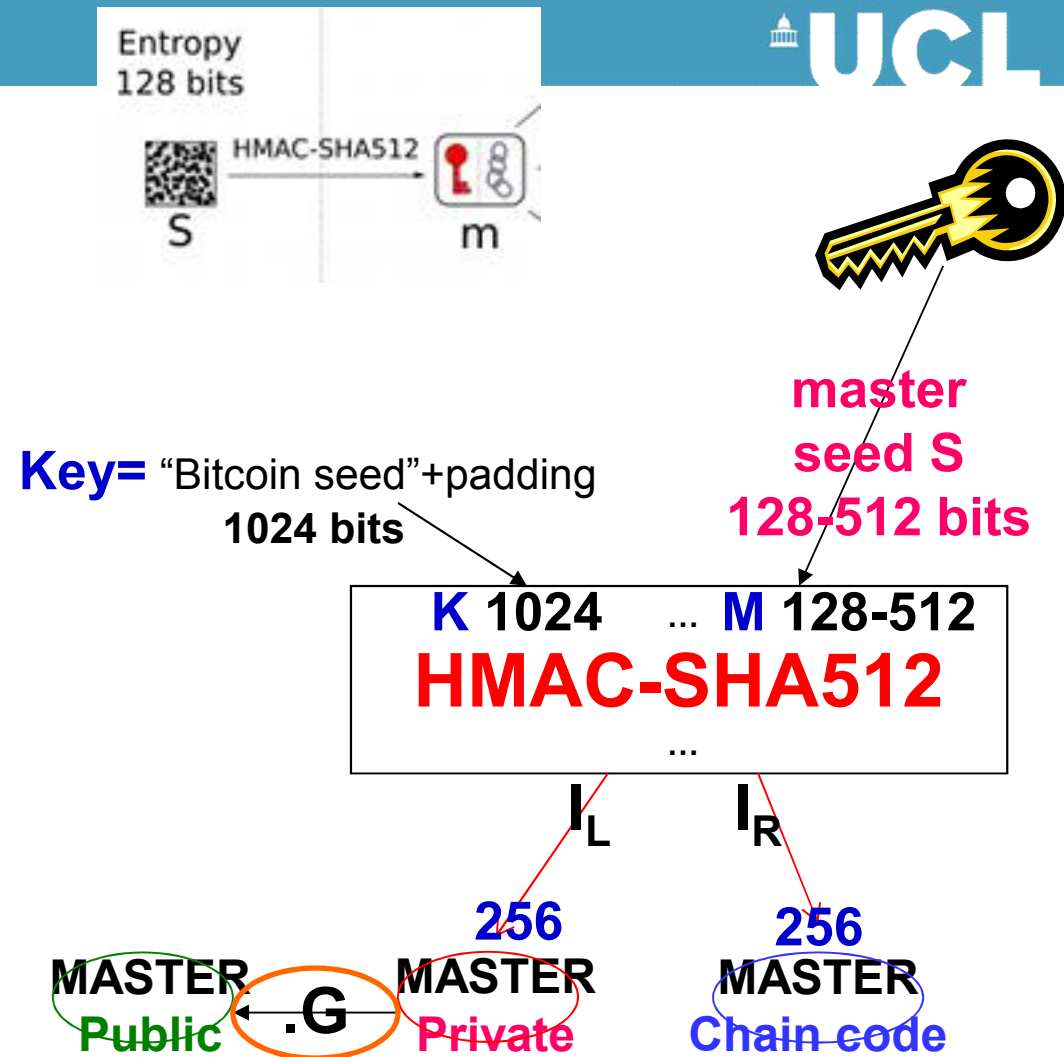 Entropy
128 bits
UCL
HMAC-SHA512
S
m
master
seed S
128-512 bits
Key= “Bitcoin seed”+padding
1024 bits
K 1024 ... M 128-512
HMAC-SHA512
...
IL IR
256 256
MASTER MASTER MASTER
Public .G Private Chain code